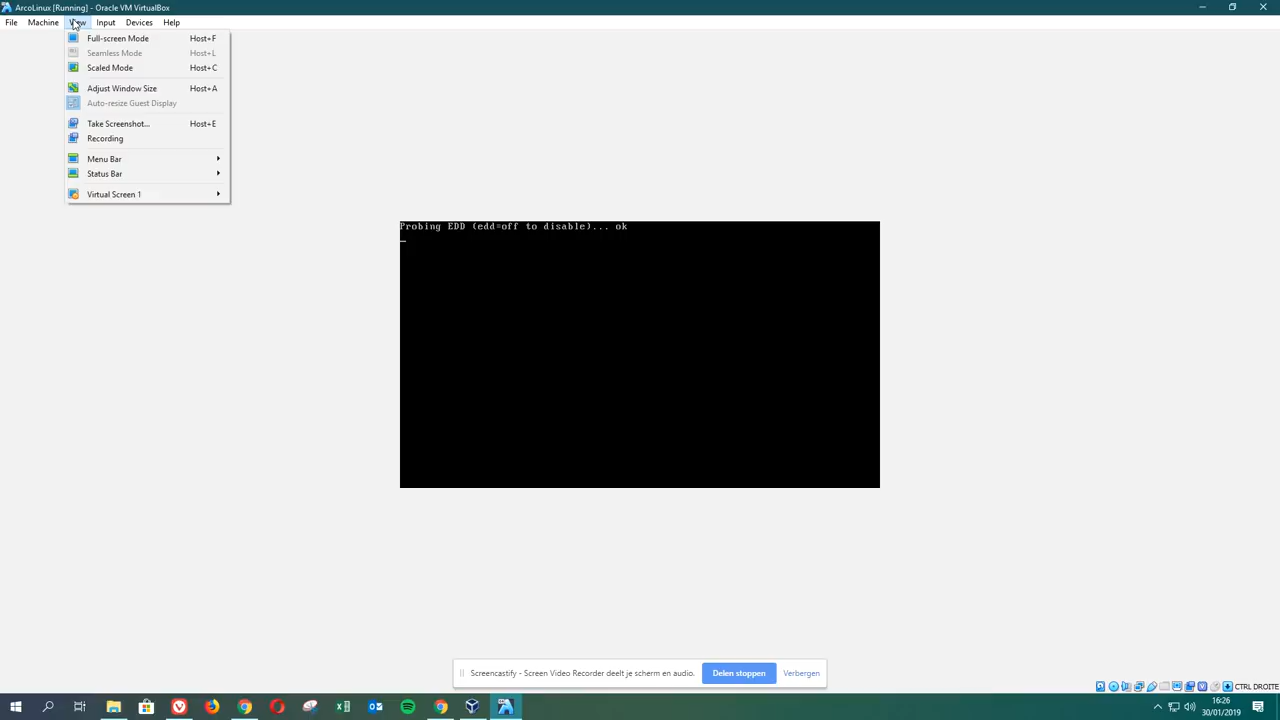 ArcoLinux [Running] - Oracle VM VirtualBox
File Machine View Input Devices Help
Full-screen Mode Host+F
Seamless Mode Host+L
Scaled Mode Host+C
Adjust Window Size Host+A
Auto-resize Guest Display
Take Screenshot... Host+E
Recording
Menu Bar
Status Bar
Virtual Screen 1
Probing EDD (edd=off to disable)... ok
Screencastify - Screen Video Recorder deelt je scherm en audio. Delen stoppen Verbergen
CTRL DROITE
16:26
30/01/2019